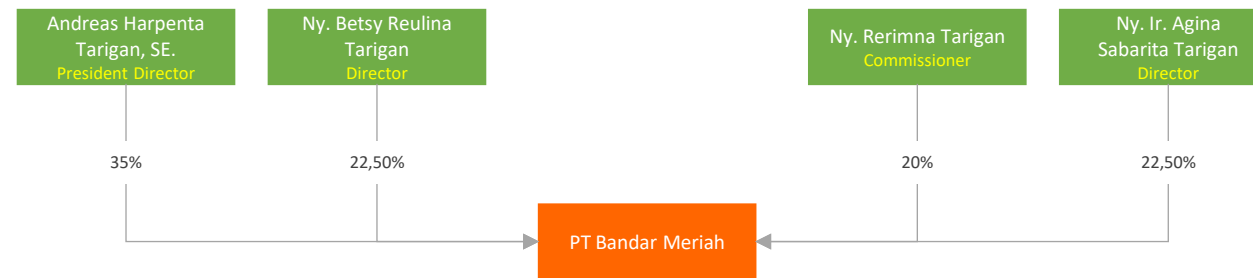 Andreas Harpenta
Tarigan, SE.
President Director
Ny. Betsy Reulina
Tarigan
Director
Ny. Rerimna Tarigan
Commissioner
Ny. Ir. Agina
Sabarita Tarigan
Director
35%
22,50%
20%
22,50%
PT Bandar Meriah